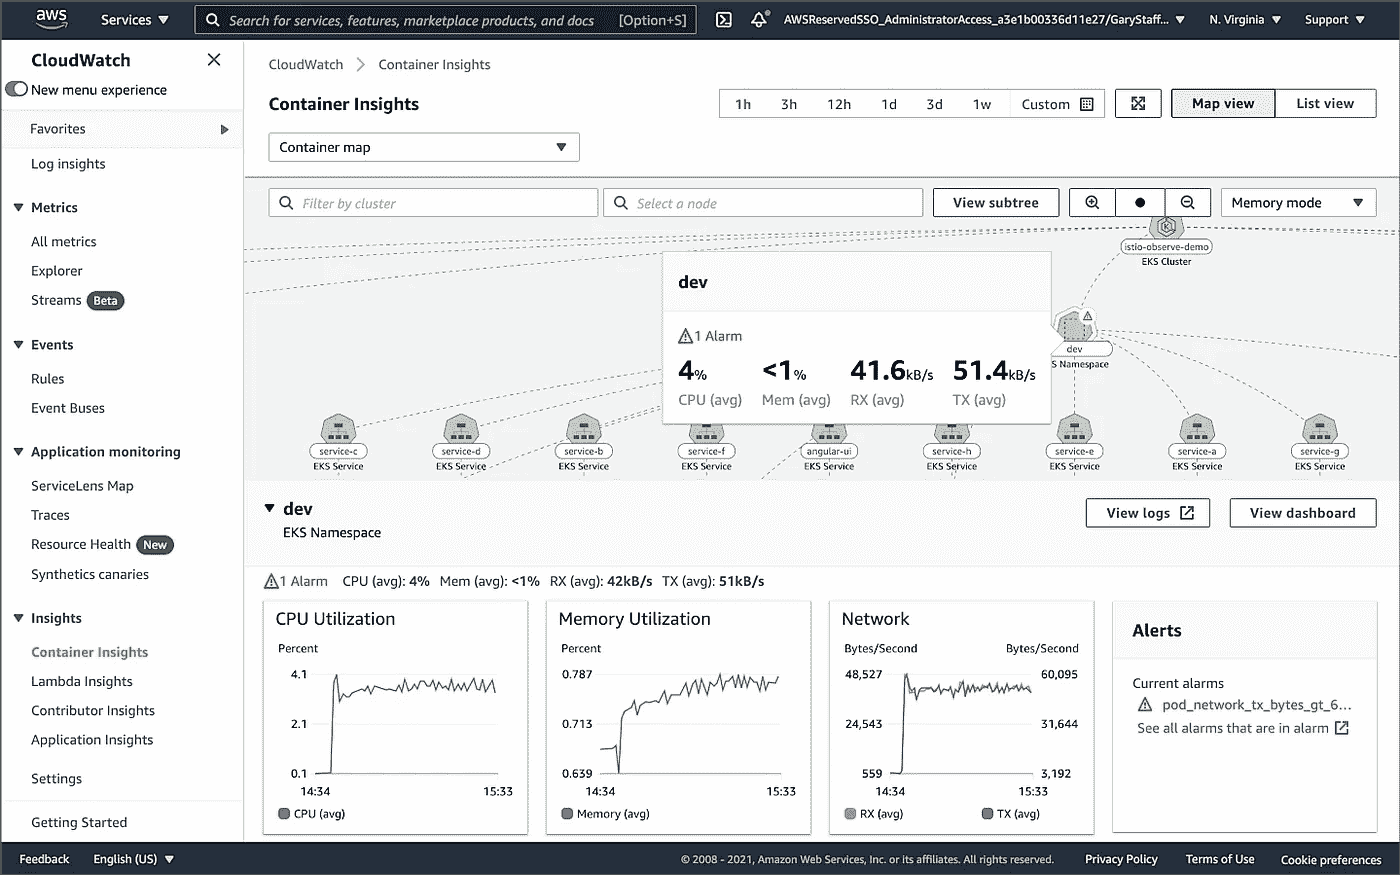 aws
Services ▼
Search for services, features, marketplace products, and docs [Option+S]
AWSReservedSSO_AdministratorAccess_a3e1b00336d11e27/GaryStaff... ▼
N. Virginia ▼
Support ▼
CloudWatch
New menu experience
Favorites
Log insights
Metrics
All metrics
Explorer
Streams Beta
Events
Rules
Event Buses
Application monitoring
ServiceLens Map
Traces
Resource Health New
Synthetics canaries
Insights
Container Insights
Lambda Insights
Contributor Insights
Application Insights
Settings
Getting Started
CloudWatch > Container Insights
Container Insights
1h 3h 12h 1d 3d 1w Custom
Map view List view
Container map
Filter by cluster
Select a node
View subtree
Memory mode
istio-observe-demo
EKS Cluster
dev
1 Alarm
4% <1% 41.6kB/s 51.4kB/s
CPU (avg) Mem (avg) RX (avg) TX (avg)
dev
S Namespace
service-c service-d service-b service-f angular-ui service-h service-e service-a service-g
EKS Service EKS Service EKS Service EKS Service EKS Service EKS Service EKS Service EKS Service EKS Service
dev
EKS Namespace
View logs
View dashboard
1 Alarm CPU (avg): 4% Mem (avg): <1% RX (avg): 42kB/s TX (avg): 51kB/s
CPU Utilization
Percent
4.1
2.1
0.1
14:34 15:33
CPU (avg)
Memory Utilization
Percent
0.787
0.713
0.639
14:34 15:33
Memory (avg)
Network
Bytes/Second Bytes/Second
48,527 60,095
24,543 31,644
559 3,192
14:34 15:33
RX (avg) TX (avg)
Alerts
Current alarms
pod_network_tx_bytes_gt_6...
See all alarms that are in alarm
Feedback English (US) ▼
© 2008 - 2021, Amazon Web Services, Inc. or its affiliates. All rights reserved. Privacy Policy Terms of Use Cookie preferences